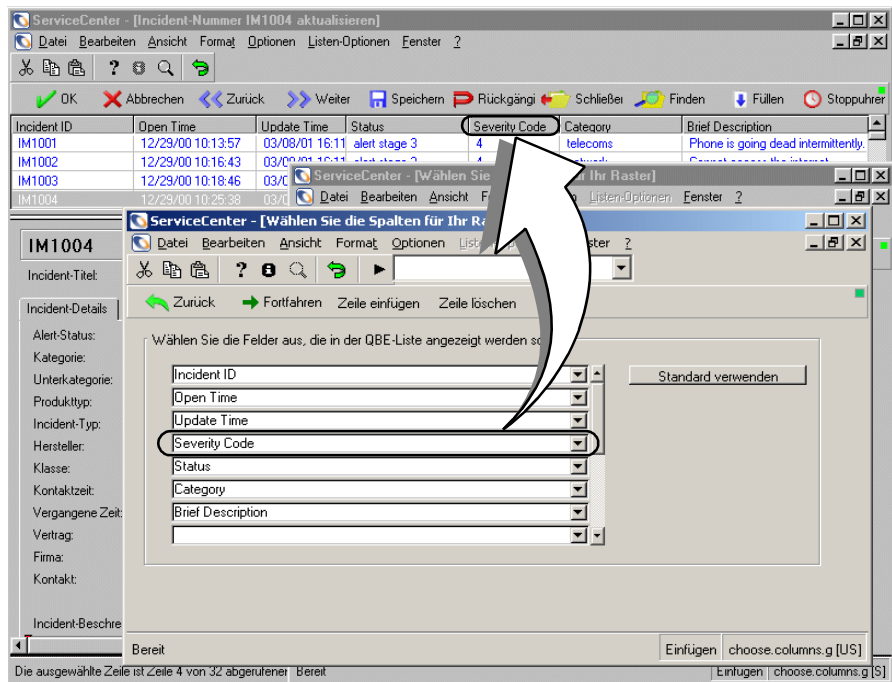 ServiceCenter - [Incident-Nummer IM1004 aktualisieren]
Datei Bearbeiten Ansicht Format Optionen Listen-Optionen Fenster ?
OK Abbrechen Zurück Weiter Speichern Rückgängi Schließer Finden Füllen Stoppuhrer
Incident ID Open Time Update Time Status Severity Code Category Brief Description
IM1001 12/29/00 10:13:57 03/08/01 16:11 alert stage 3 4 telecoms Phone is going dead intermittently.
IM1002 12/29/00 10:16:43
IM1003 12/29/00 10:18:46
IM1004 12/29/00 10:25:38
ServiceCenter - [Wählen Sie Ihr Raster]
Datei Bearbeiten Ansicht Listen-Optionen Fenster ?
ServiceCenter - [Wählen Sie die Spalten für Ihr
Datei Bearbeiten Ansicht Format Optionen ?
Zurück Fortfahren Zeile einfügen Zeile löschen
Wählen Sie die Felder aus, die in der QBE-Liste angezeigt werden
Incident ID
Standard verwenden
Open Time
Update Time
Severity Code
Status
Category
Brief Description
IM1004
Incident-Titel:
Incident-Details
Alert-Status:
Kategorie:
Unterkategorie:
Produkttyp:
Incident-Typ:
Hersteller:
Klasse:
Kontaktzeit:
Vergangene Zeit:
Vertrag:
Firma:
Kontakt:
Incident-Beschre
Bereit Einfügen choose.columns.g [US]
Die ausgewählte Zeile ist Zeile 4 von 32 abgerufener Bereit Einfügen choose.columns.g [S]